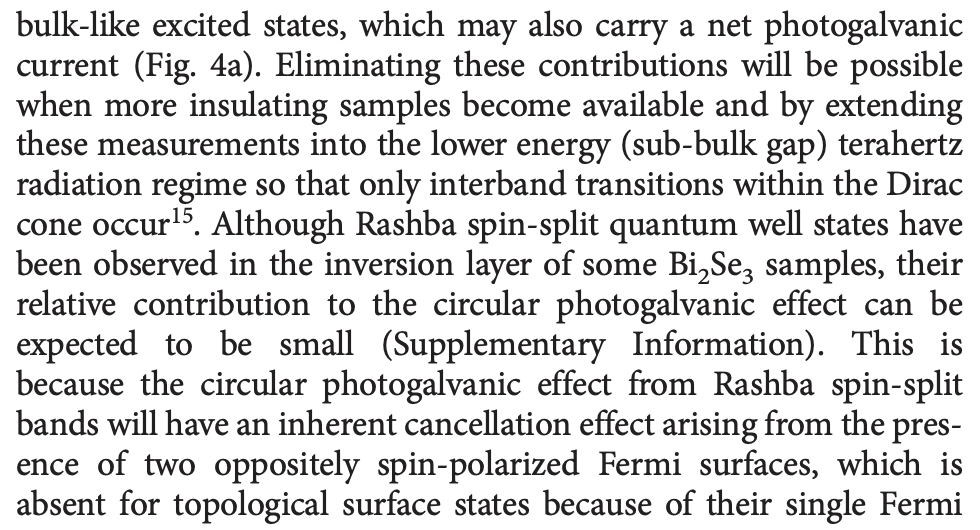 bulk-like excited states, which may also carry a net photogalvanic
current (Fig. 4a). Eliminating these contributions will be possible
when more insulating samples become available and by extending
these measurements into the lower energy (sub-bulk gap) terahertz
radiation regime so that only interband transitions within the Dirac
cone occur¹⁵. Although Rashba spin-split quantum well states have
been observed in the inversion layer of some Bi₂Se₃ samples, their
relative contribution to the circular photogalvanic effect can be
expected to be small (Supplementary Information). This is
because the circular photogalvanic effect from Rashba spin-split
bands will have an inherent cancellation effect arising from the pres-
ence of two oppositely spin-polarized Fermi surfaces, which is
absent for topological surface states because of their single Fermi